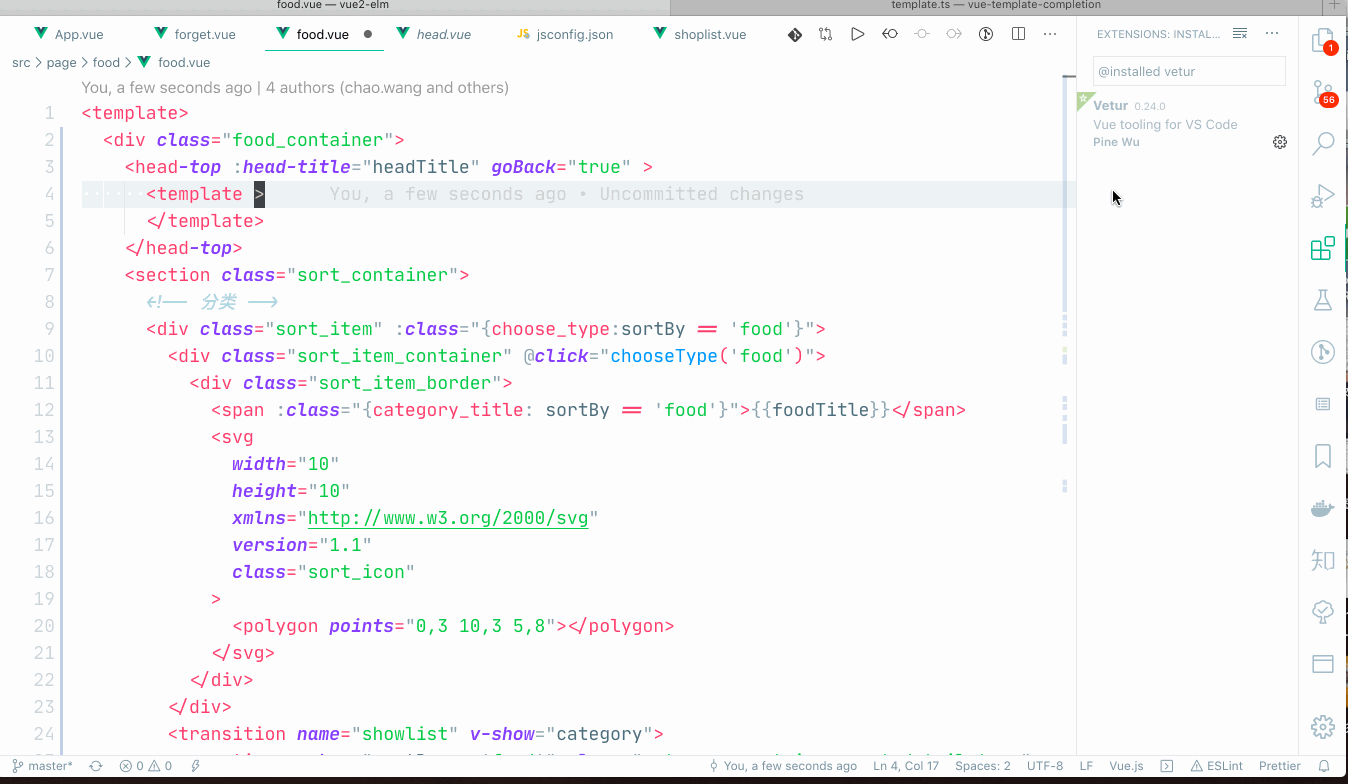 food.vue — vue2-elm
template.ts — vue-template-completion
App.vue
forget.vue
food.vue
head.vue
JS jsconfig.json
shoplist.vue
EXTENSIONS: INSTAL...
src > page > food > food.vue
@installed vetur
Vetur 0.24.0
Vue tooling for VS Code
Pine Wu
1
56
知
You, a few seconds ago | 4 authors (chao.wang and others)
1 <template>
2 <div class="food_container">
3 <head-top :head-title="headTitle" goBack="true" >
4 <template > You, a few seconds ago • Uncommitted changes
5 </template>
6 </head-top>
7 <section class="sort_container">
8 <!-- 分类 -->
9 <div class="sort_item" :class="{choose_type:sortBy == 'food'}">
10 <div class="sort_item_container" @click="chooseType('food')">
11 <div class="sort_item_border">
12 <span :class="{category_title: sortBy == 'food'}">{{foodTitle}}</span>
13 <svg
14 width="10"
15 height="10"
16 xmlns="http://www.w3.org/2000/svg"
17 version="1.1"
18 class="sort_icon"
19 >
20 <polygon points="0,3 10,3 5,8"></polygon>
21 </svg>
22 </div>
23 </div>
24 <transition name="showlist" v-show="category">
master* 0 0 You, a few seconds ago Ln 4, Col 17 Spaces: 2 UTF-8 LF Vue.js ESLint Prettier